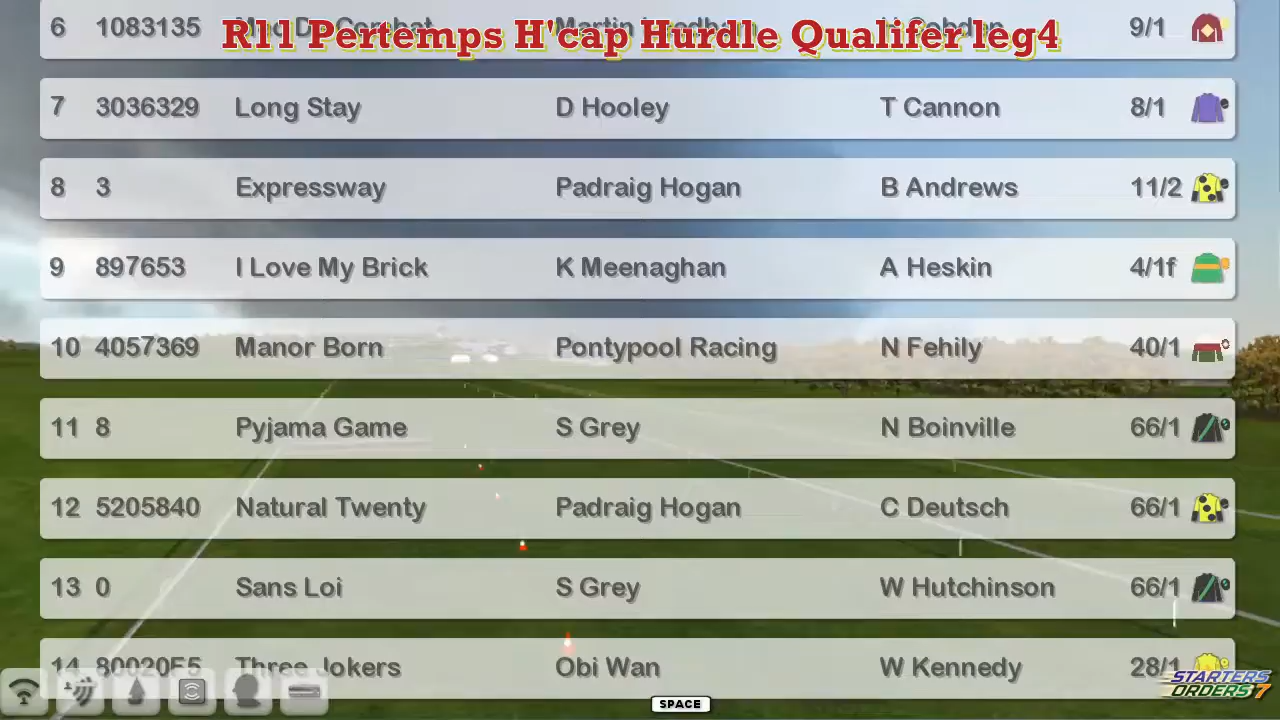 R11 Pertemps H'cap Hurdle Qualifer leg4
6 1083135 Martin 9/1
7 3036329 Long Stay D Hooley T Cannon 8/1
8 3 Expressway Padraig Hogan B Andrews 11/2
9 897653 I Love My Brick K Meenaghan A Heskin 4/1f
10 4057369 Manor Born Pontypool Racing N Fehily 40/1
11 8 Pyjama Game S Grey N Boinville 66/1
12 5205840 Natural Twenty Padraig Hogan C Deutsch 66/1
13 0 Sans Loi S Grey W Hutchinson 66/1
14 80020F5 Three Jokers Obi Wan W Kennedy 28/1
STARTERS ORDERS 7
SPACE